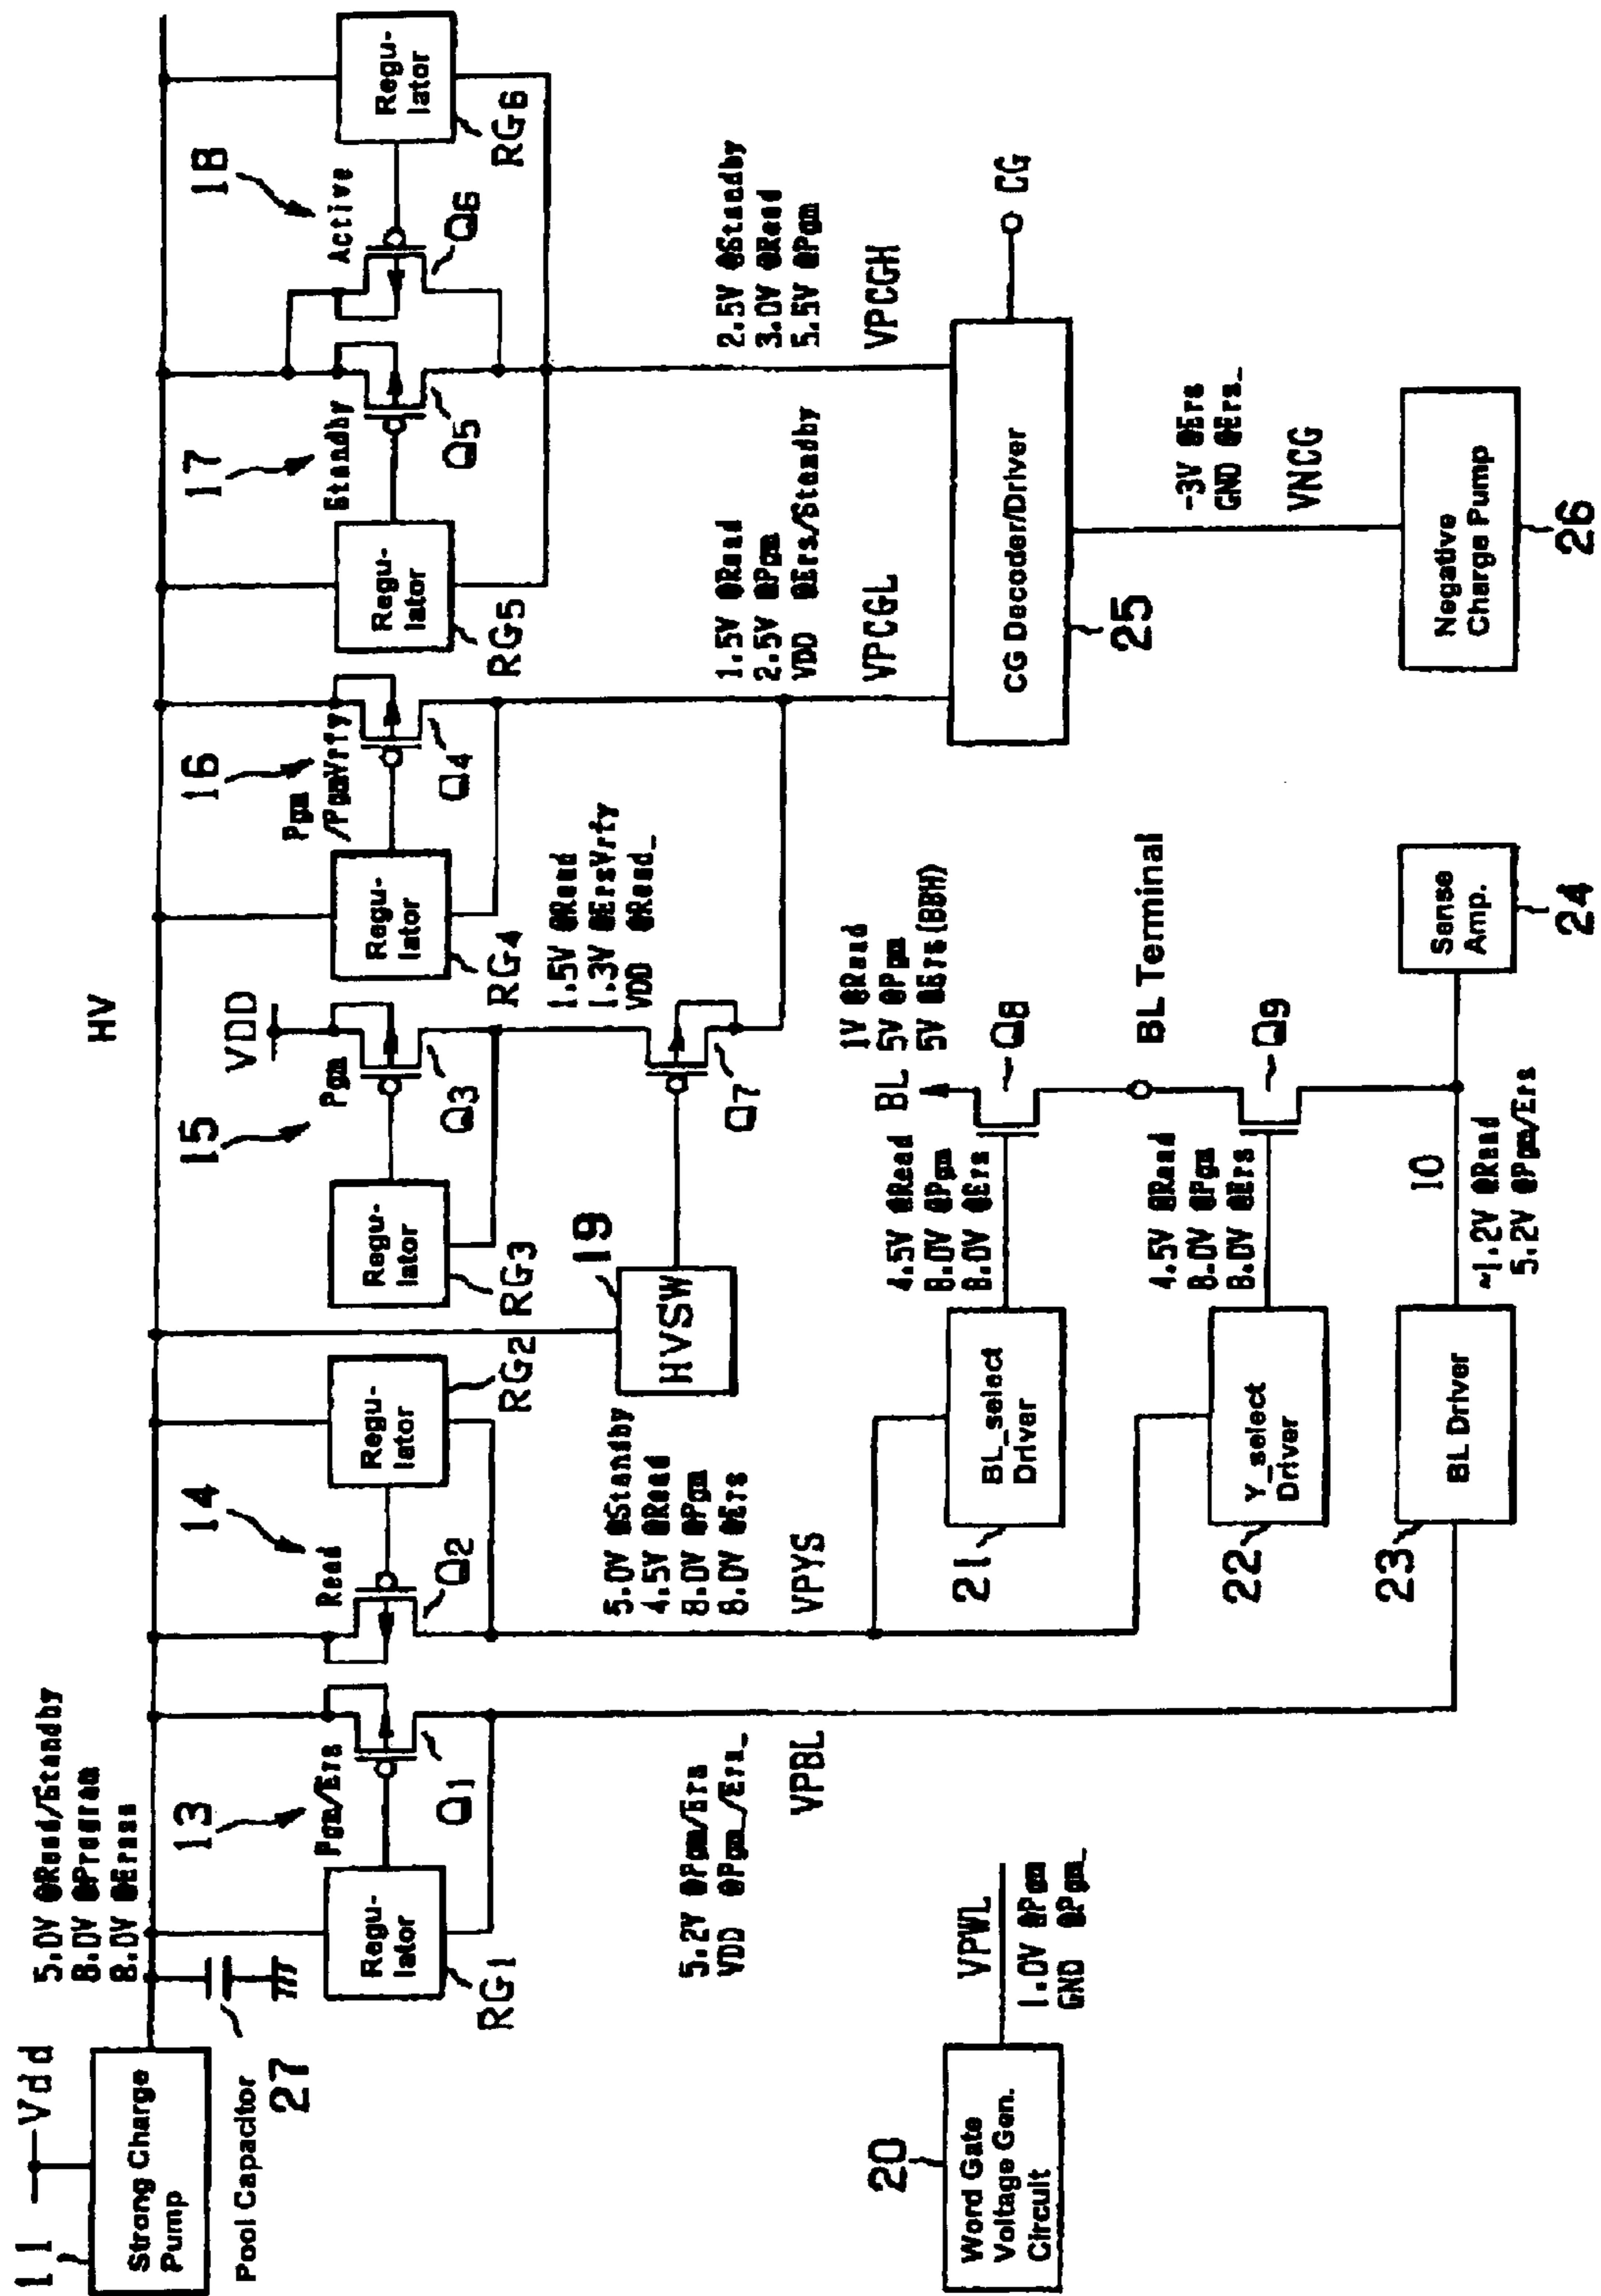 11
Vdd
Strong Charge
Pump
Pool Capacitor
27
5.0V @Read/Standby
8.0V @Program
8.0V @Erase
HV
13
Pgm/Ers
Regu-
lator
RG1
Q1
5.2V @Pgm/Ers
VDD @Pgm_/Ers_
VPBL
14
Read
Regu-
lator
RG2
Q2
5.0V @Standby
4.5V @Read
8.0V @Pgm
8.0V @Ers
VPYS
HVSW
19
15
VDD
Pgm
Regu-
lator
RG3
Q3
1.5V @Read
1.3V @ErsVrfy
VDD @Read_
Q7
16
Pgm
/PgmVrfy
Regu-
lator
RG4
Q4
1.5V @Read
2.5V @Pgm
VDD @Ers/Standby
VPCGL
17
Standby
Regu-
lator
RG5
Q5
18
Active
Regu-
lator
RG6
Q6
2.5V @Standby
3.0V @Read
5.5V @Pgm
VPCGH
CG Decoder/Driver
25
CG
-3V @Ers
GND @Ers_
VNCG
Negative
Charge Pump
26
20
Word Gate
Voltage Gen.
Circuit
VPWL
1.0V @Pgm
GND @Pgm_
BL_select
Driver
21
4.5V @Read
8.0V @Pgm
8.0V @Ers
BL
1V @Read
5V @Pgm
5V @Ers(BBH)
Q8
BL Terminal
Y_select
Driver
22
4.5V @Read
8.0V @Pgm
8.0V @Ers
Q9
BL Driver
23
IO
~1.2V @Read
5.2V @Pgm/Ers
Sense
Amp.
24